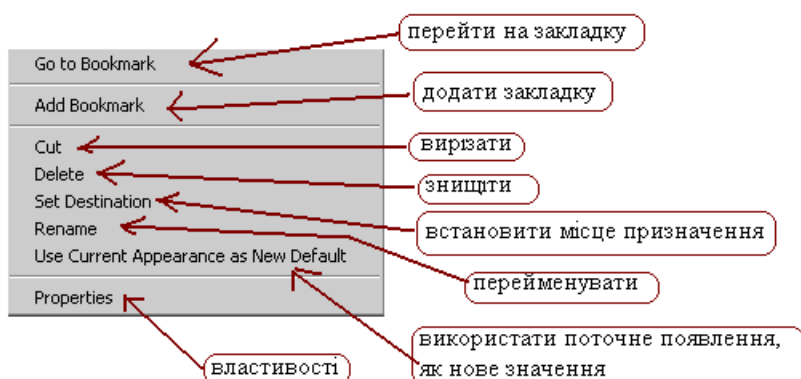 перейти на закладку
Go to Bookmark
Add Bookmark
додати закладку
Cut
вирізати
Delete
знищіти
Set Destination
Rename
встановити місце призначення
Use Current Appearance as New Default
перейменувати
Properties
використати поточне появлення,
як нове значення
властивості